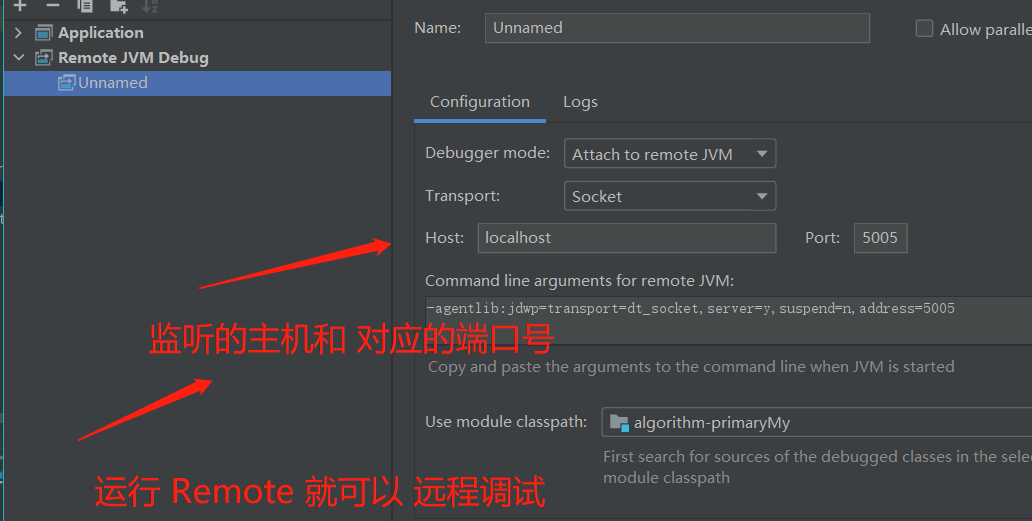 Application
Remote JVM Debug
Unnamed
Name: Unnamed
Configuration Logs
Debugger mode: Attach to remote JVM
Transport: Socket
Host: localhost Port: 5005
Command line arguments for remote JVM:
-agentlib:jdwp=transport=dt_socket,server=y,suspend=n,address=5005
监听的主机和 对应的端口号
Copy and paste the arguments to the command line when JVM is started
Use module classpath: algorithm-primaryMy
First search for sources of the debugged classes in the
module classpath
运行 Remote 就可以 远程调试
Allow